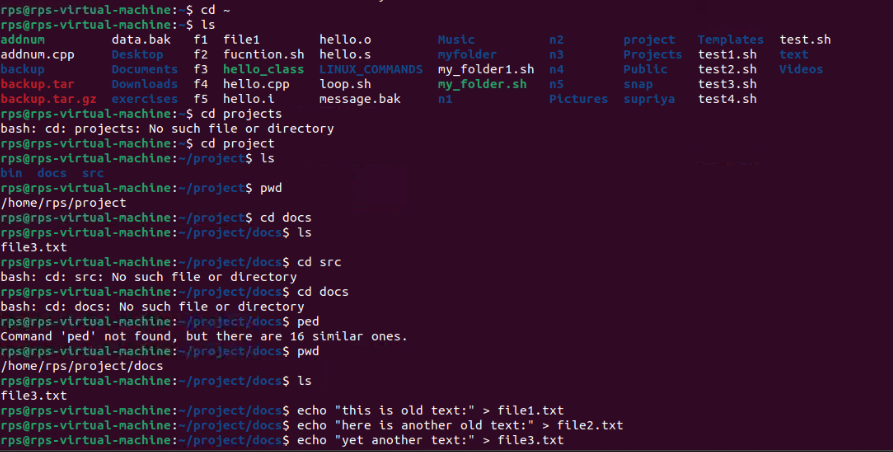 rps@rps-virtual-machine:~$ cd ~
rps@rps-virtual-machine:~$ ls
addnum data.bak f1 file1 hello.o Music n2 project Templates test.sh
addnum.cpp Desktop f2 fucntion.sh hello.s myfolder n3 Projects test1.sh text
backup Documents f3 hello_class LINUX_COMMANDS my_folder1.sh n4 Public test2.sh Videos
backup.tar Downloads f4 hello.cpp loop.sh my_folder.sh n5 snap test3.sh
backup.tar.gz exercises f5 hello.i message.bak n1 Pictures supriya test4.sh
rps@rps-virtual-machine:~$ cd projects
bash: cd: projects: No such file or directory
rps@rps-virtual-machine:~$ cd project
rps@rps-virtual-machine:~/project$ ls
bin docs src
rps@rps-virtual-machine:~/project$ pwd
/home/rps/project
rps@rps-virtual-machine:~/project$ cd docs
rps@rps-virtual-machine:~/project/docs$ ls
file3.txt
rps@rps-virtual-machine:~/project/docs$ cd src
bash: cd: src: No such file or directory
rps@rps-virtual-machine:~/project/docs$ cd docs
bash: cd: docs: No such file or directory
rps@rps-virtual-machine:~/project/docs$ ped
Command 'ped' not found, but there are 16 similar ones.
rps@rps-virtual-machine:~/project/docs$ pwd
/home/rps/project/docs
rps@rps-virtual-machine:~/project/docs$ ls
file3.txt
rps@rps-virtual-machine:~/project/docs$ echo "this is old text:" > file1.txt
rps@rps-virtual-machine:~/project/docs$ echo "here is another old text:" > file2.txt
rps@rps-virtual-machine:~/project/docs$ echo "yet another text:" > file3.txt